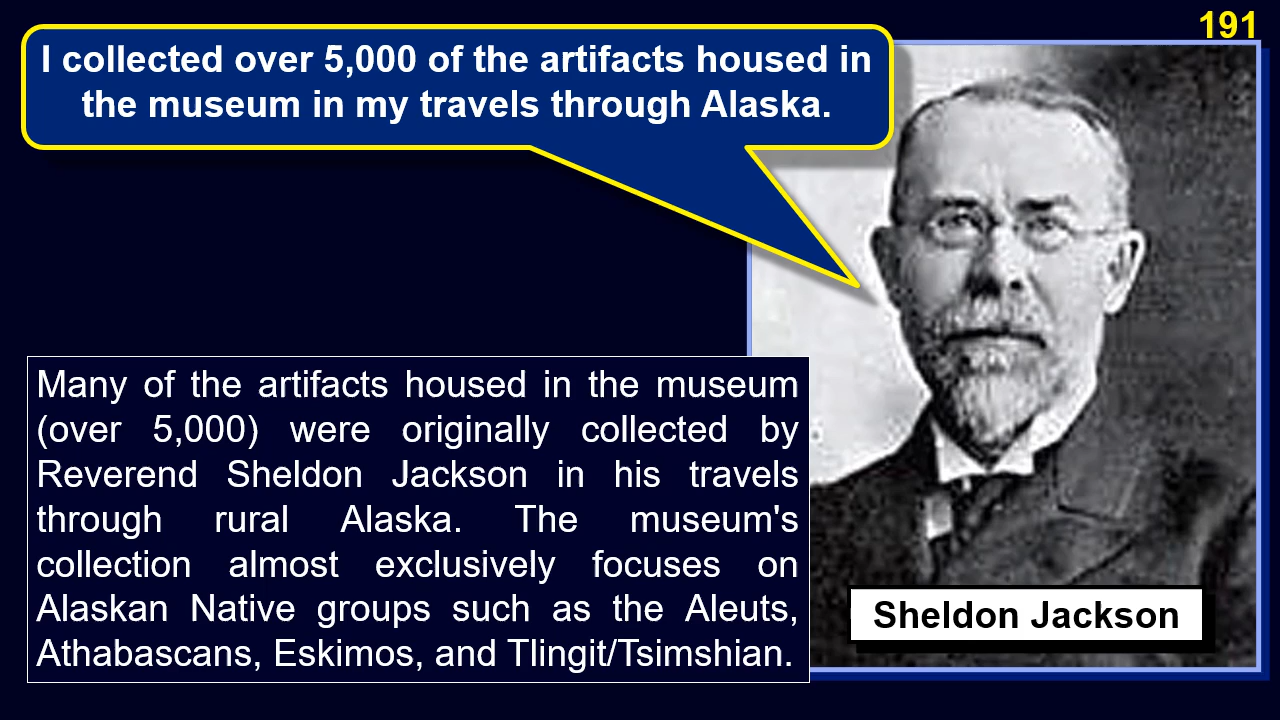 191
I collected over 5,000 of the artifacts housed in
the museum in my travels through Alaska.
Many of the artifacts housed in the museum
(over 5,000) were originally collected by
Reverend Sheldon Jackson in his travels
through rural Alaska. The museum's
collection almost exclusively focuses on
Alaskan Native groups such as the Aleuts,
Athabascans, Eskimos, and Tlingit/Tsimshian.
Sheldon Jackson